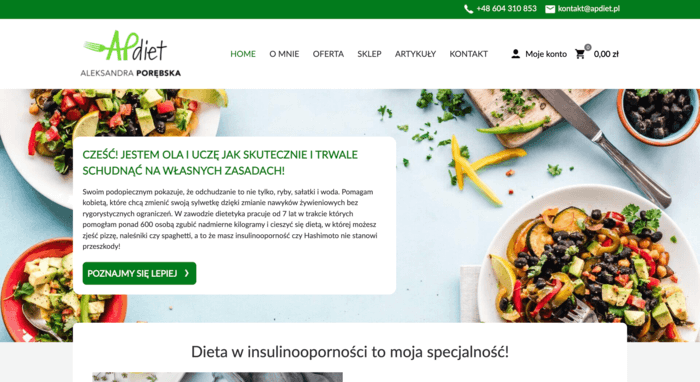 +48 604 310 853 kontakt@apdiet.pl
APdiet
ALEKSANDRA PORĘBSKA
HOME O MNIE OFERTA SKLEP ARTYKUŁY KONTAKT Moje konto 0 0,00 zł
CZEŚĆ! JESTEM OLA I UCZĘ JAK SKUTECZNIE I TRWALE
SCHUDNĄĆ NA WŁASNYCH ZASADACH!
Swoim podopiecznym pokazuje, że odchudzanie to nie tylko, ryby, sałatki i woda. Pomagam
kobietą, które chcą zmienić swoją sylwetkę dzięki zmianie nawyków żywieniowych bez
rygorystycznych ograniczeń. W zawodzie dietetyka pracuje od 7 lat w trakcie których
pomogłam ponad 600 osobą zgubić nadmierne kilogramy i cieszyć się dietą, w której możesz
zjeść pizzę, naleśniki czy spaghetti, a to że masz insulinooporność czy Hashimoto nie stanowi
przeszkody!
POZNAJMY SIĘ LEPIEJ
Dieta w insulinooporności to moja specjalność!